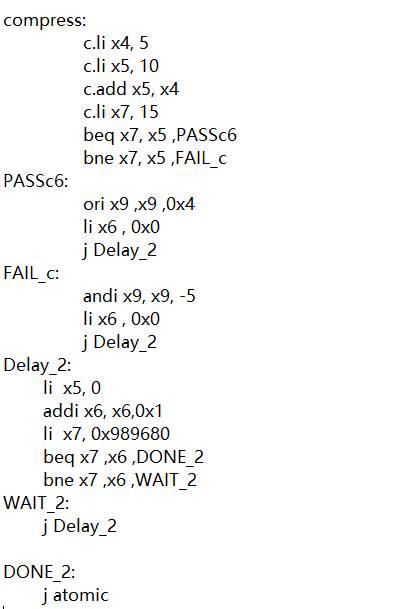 compress:
c.li x4, 5
c.li x5, 10
c.add x5, x4
c.li x7, 15
beq x7, x5 ,PASSc6
bne x7, x5 ,FAIL_c
PASSc6:
ori x9 ,x9 ,0x4
li x6 , 0x0
j Delay_2
FAIL_c:
andi x9, x9, -5
li x6 , 0x0
j Delay_2
Delay_2:
li  x5, 0
addi x6, x6,0x1
li  x7, 0x989680
beq x7 ,x6 ,DONE_2
bne x7 ,x6 ,WAIT_2
WAIT_2:
j Delay_2
DONE_2:
j atomic